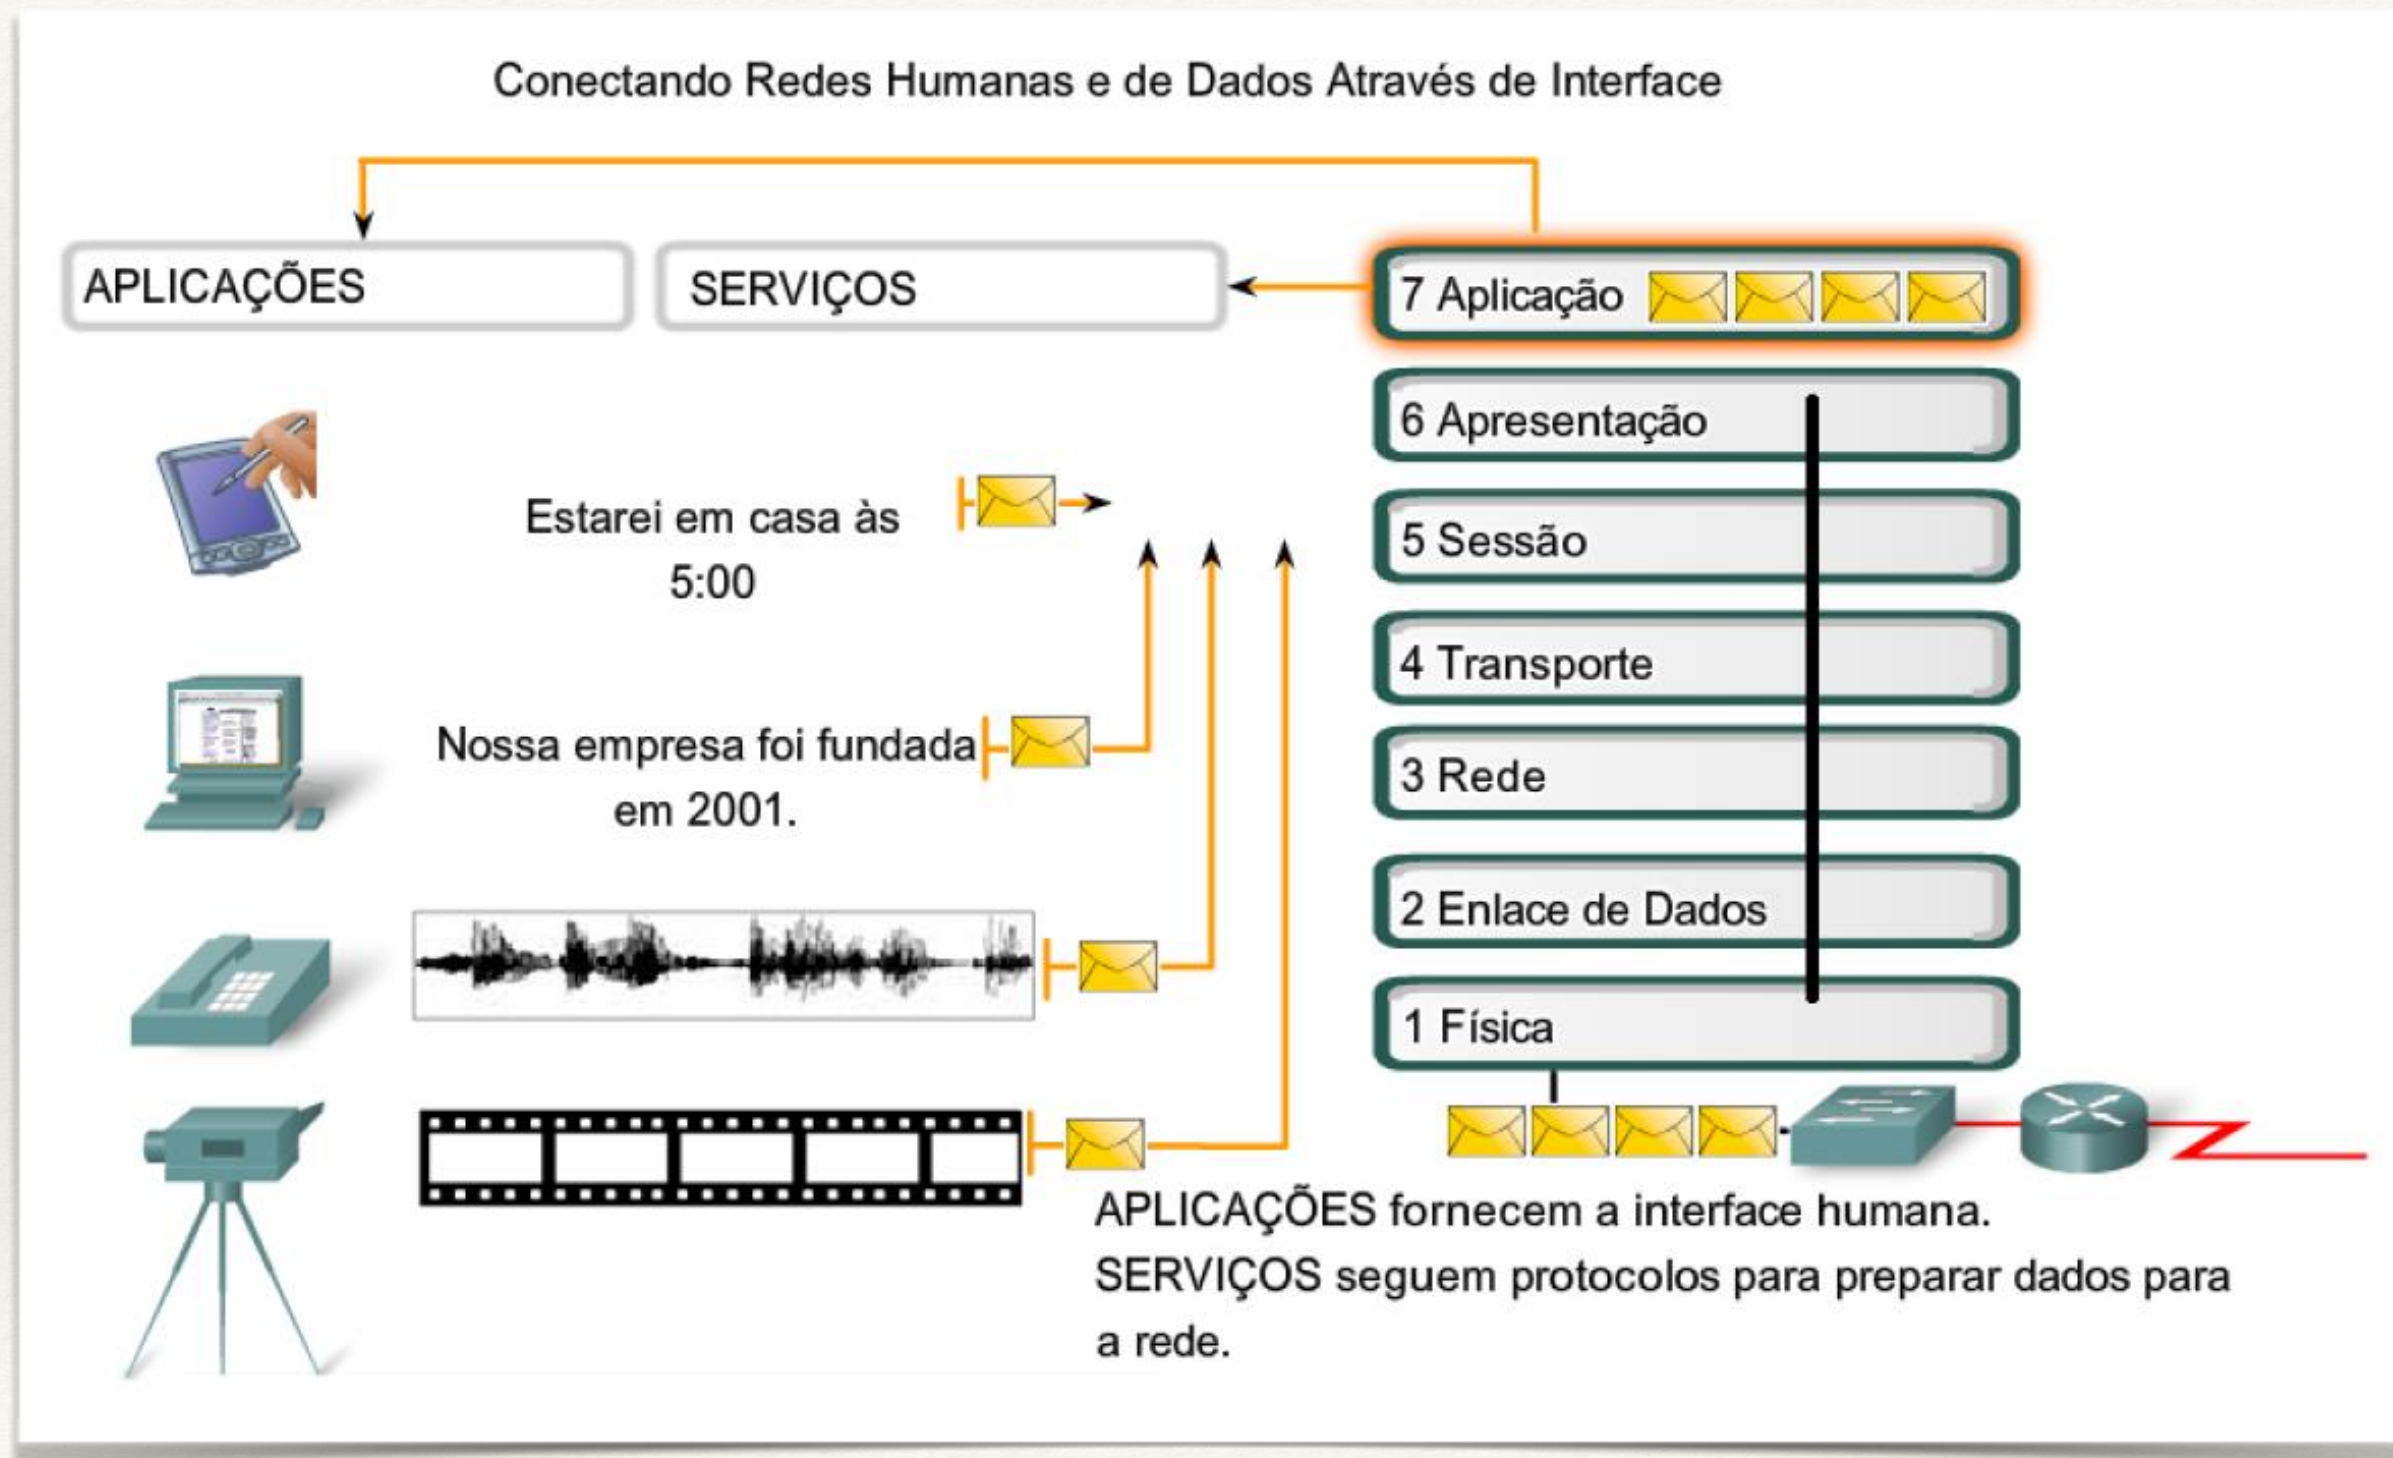 Conectando Redes Humanas e de Dados Através de Interface
APLICAÇÕES
SERVIÇOS
Estarei em casa às
5:00
Nossa empresa foi fundada
em 2001.
7 Aplicação
6 Apresentação
5 Sessão
4 Transporte
3 Rede
2 Enlace de Dados
1 Física
APLICAÇÕES fornecem a interface humana.
SERVIÇOS seguem protocolos para preparar dados para
a rede.